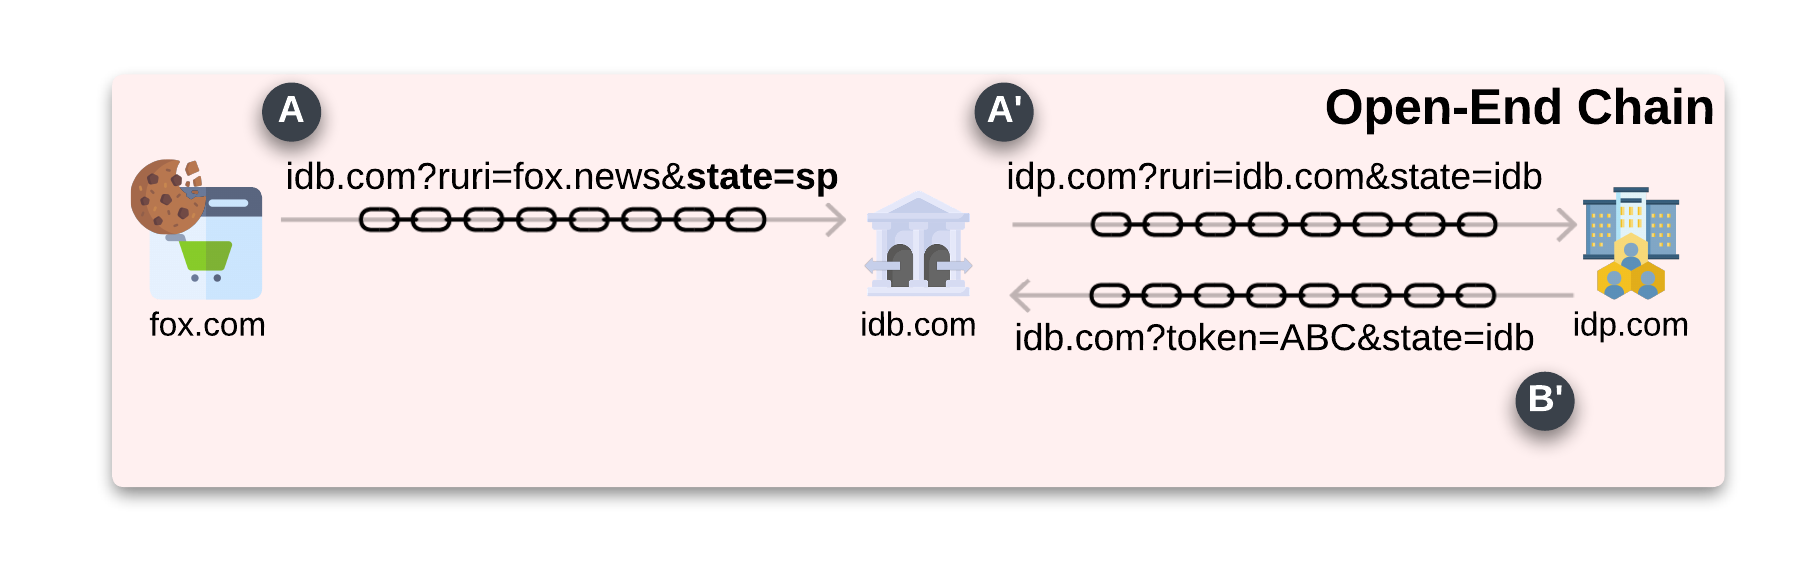 Open-End Chain
A
A'
idb.com?ruri=fox.news&state=sp
idp.com?ruri=idb.com&state=idb
fox.com
idb.com
idb.com?token=ABC&state=idb
idp.com
B'